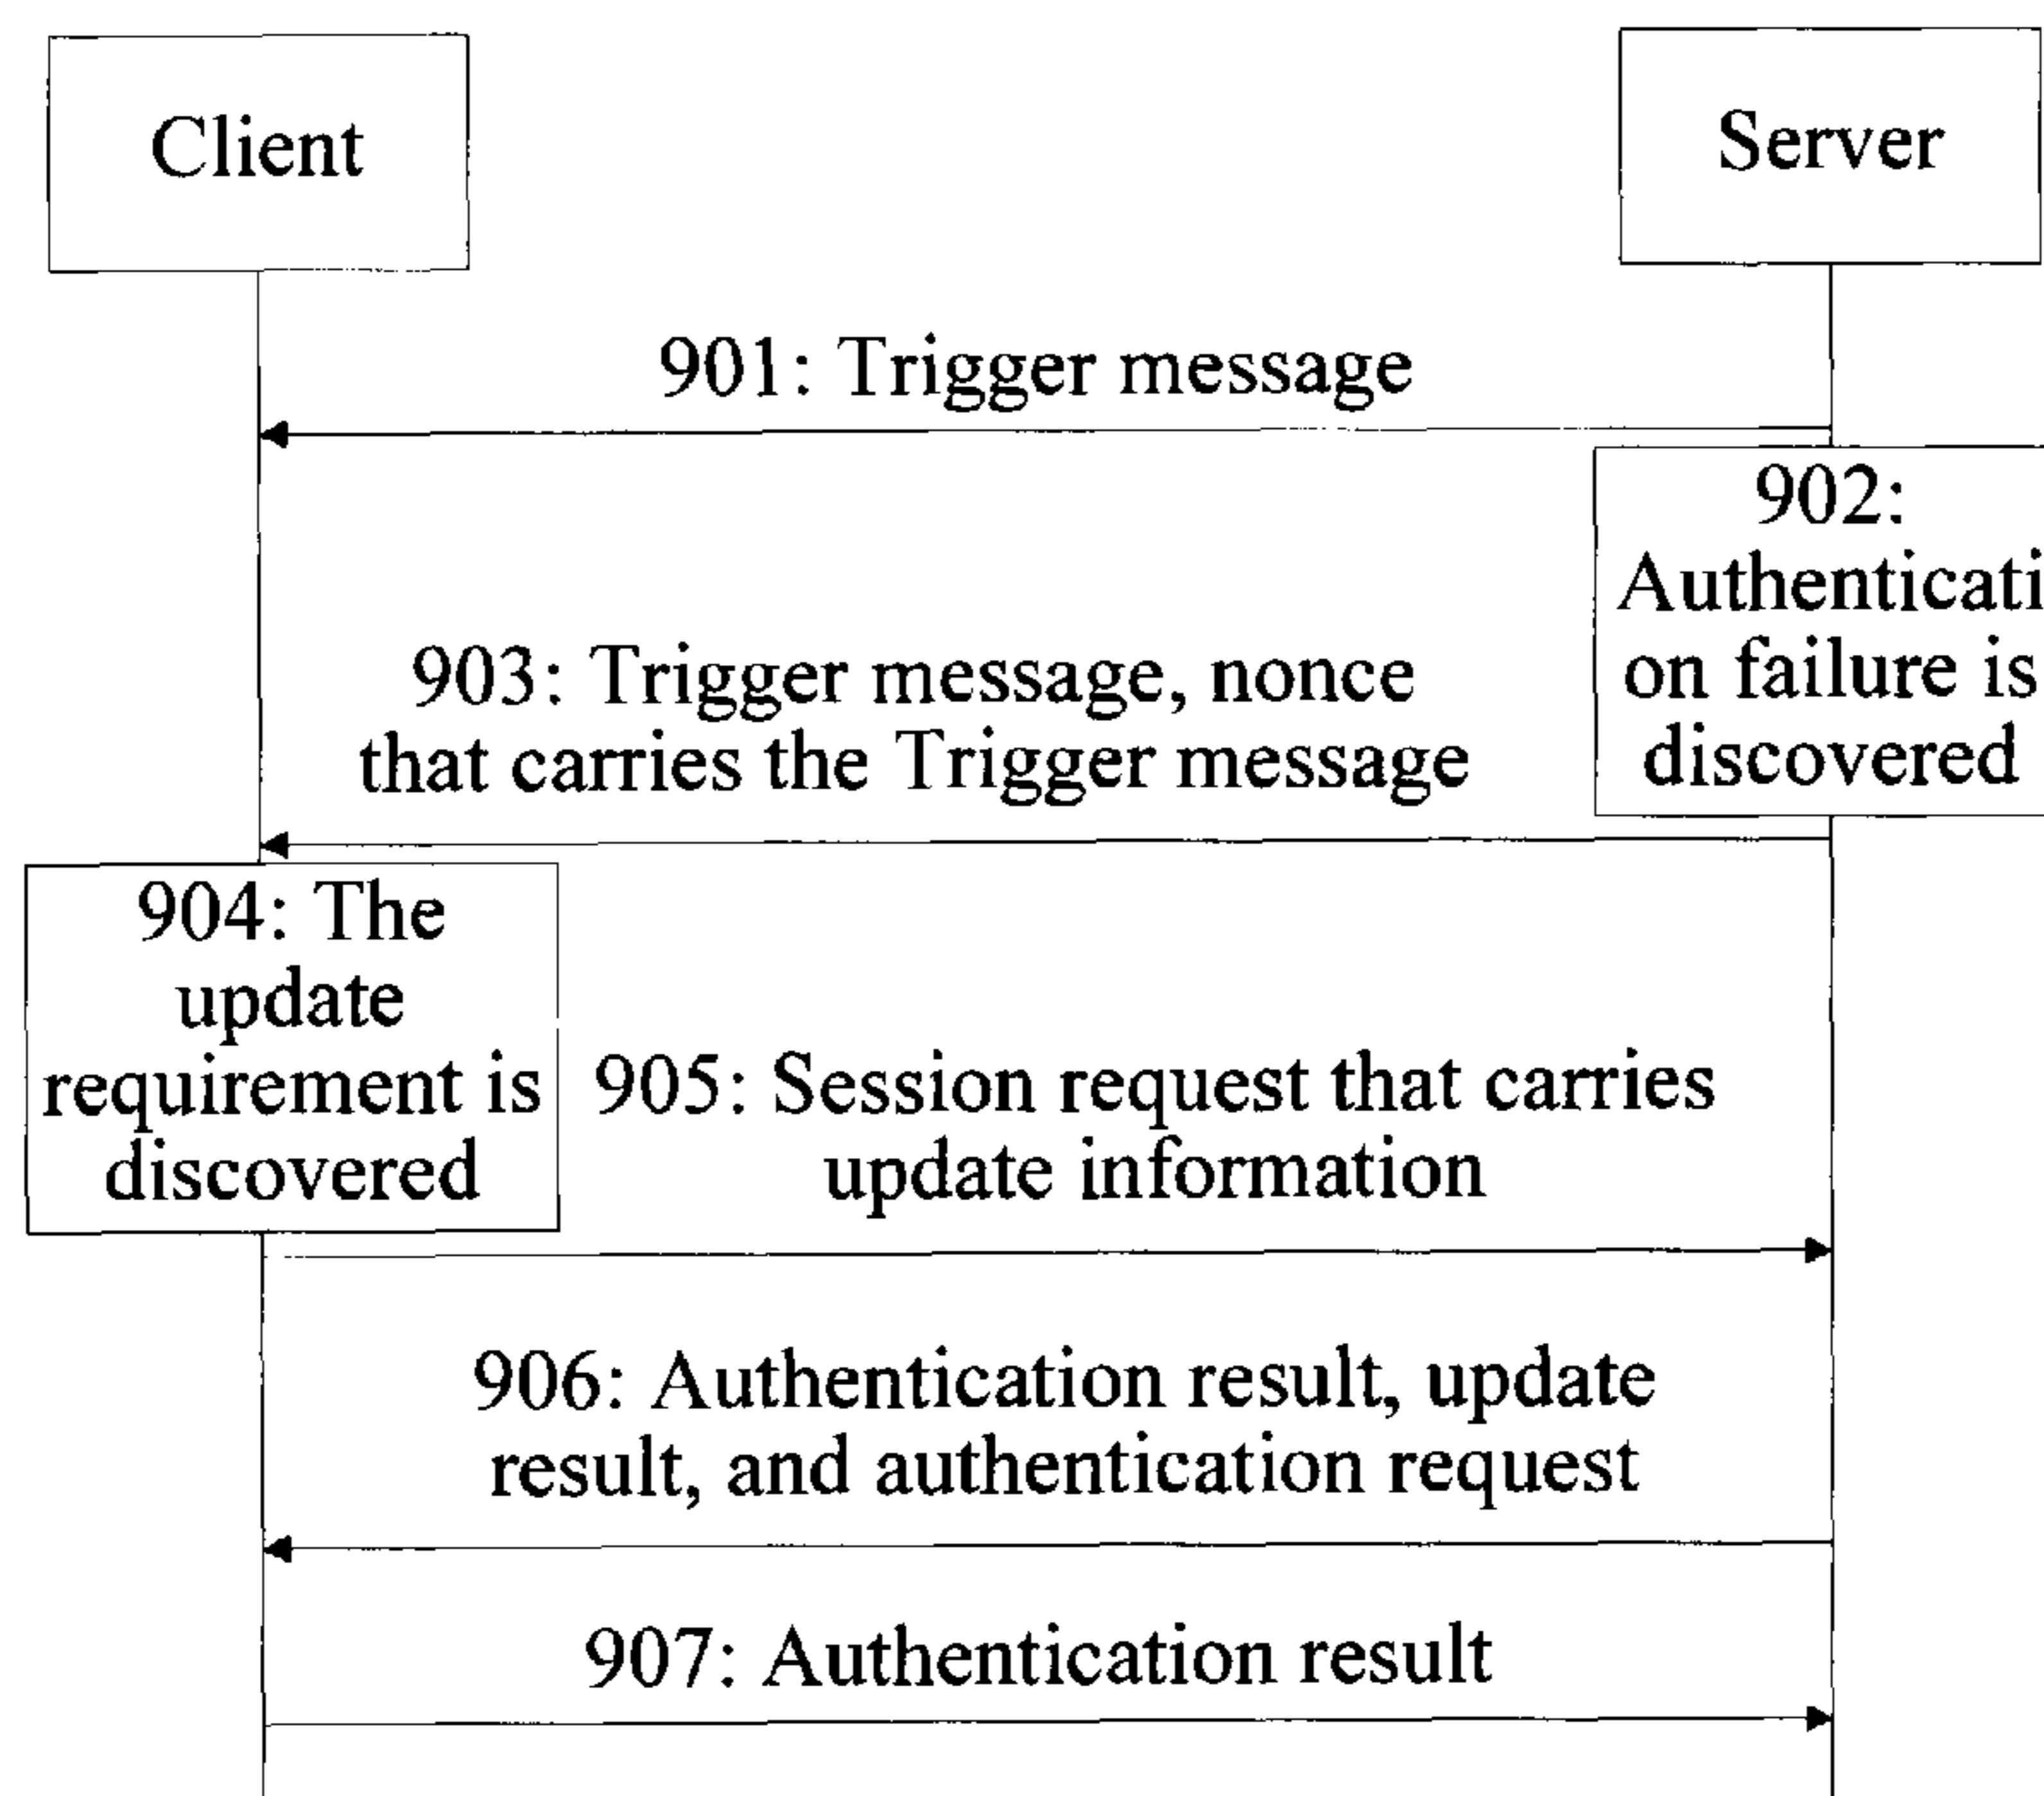 Client
Server
901: Trigger message
902:
Authenticati
on failure is
discovered
903: Trigger message, nonce
that carries the Trigger message
904: The
update
requirement is
discovered
905: Session request that carries
update information
906: Authentication result, update
result, and authentication request
907: Authentication result